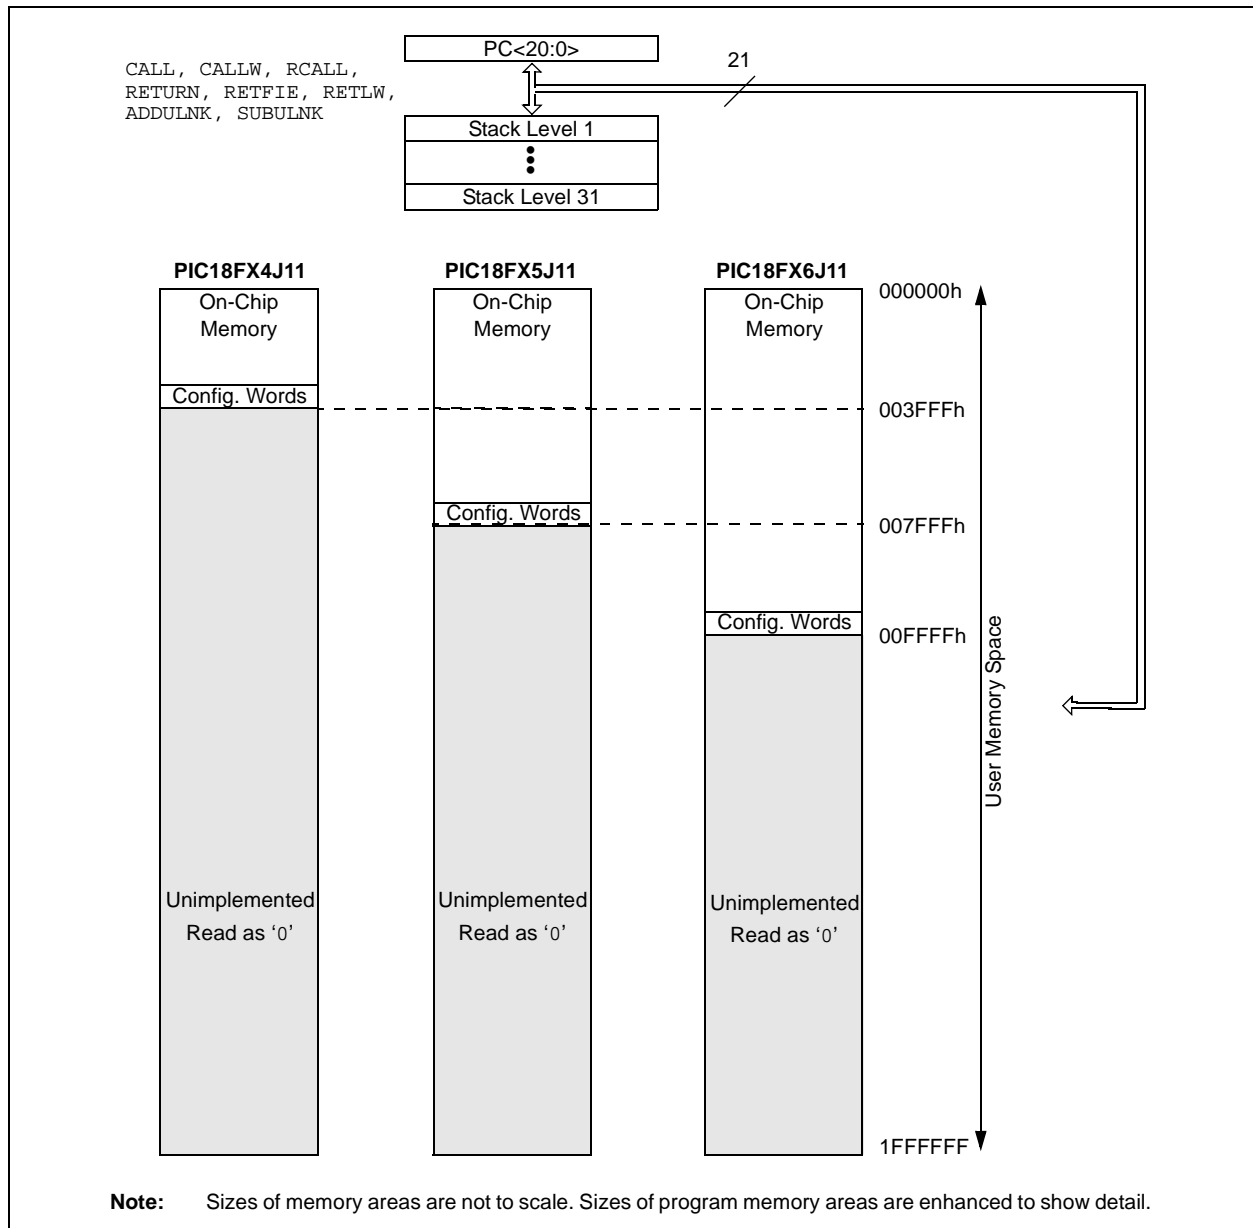 PC<20:0>
21
CALL, CALLW, RCALL,
RETURN, RETFIE, RETLW,
ADDULNK, SUBULNK
Stack Level 1
Stack Level 31
PIC18FX4J11
PIC18FX5J11
PIC18FX6J11
On-Chip
Memory
On-Chip
Memory
On-Chip
Memory
000000h
Config. Words
003FFFh
Config. Words
007FFFh
Config. Words
00FFFFh
User Memory Space
Unimplemented
Read as ‘0’
Unimplemented
Read as ‘0’
Unimplemented
Read as ‘0’
1FFFFFF
Note: Sizes of memory areas are not to scale. Sizes of program memory areas are enhanced to show detail.